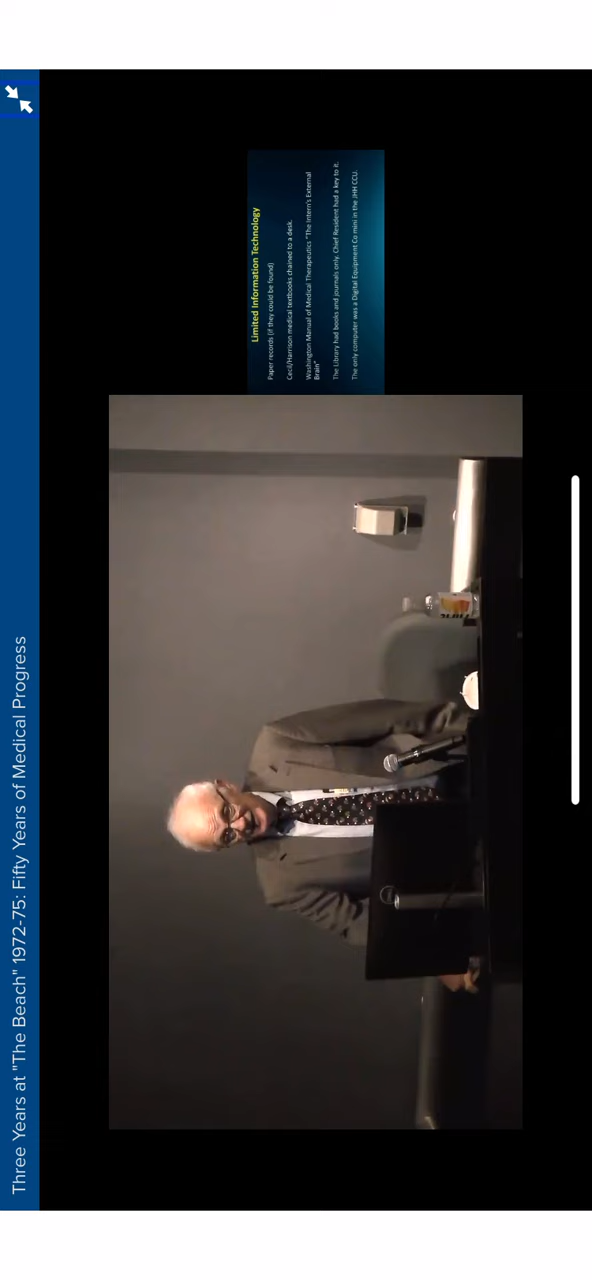 Three Years at "The Beach" 1972-75: Fifty Years of Medical Progress
Limited Information Technology
Paper records (if they could be found)
Cecil/Harrison medical textbooks chained to a desk.
Washington Manual of Medical Therapeutics "The Intern's External
Brain"
The Library had books and journals only. Chief Resident had a key to it.
The only computer was a Digital Equipment Co mini in the JHH CCU.